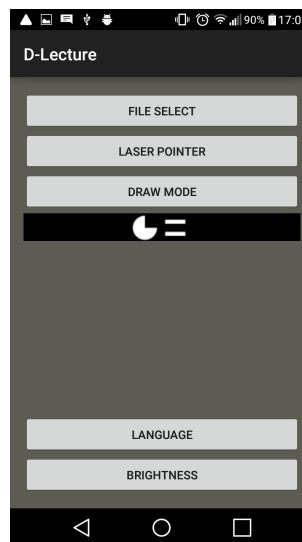 90% 17:0
D-Lecture
FILE SELECT
LASER POINTER
DRAW MODE
LANGUAGE
BRIGHTNESS